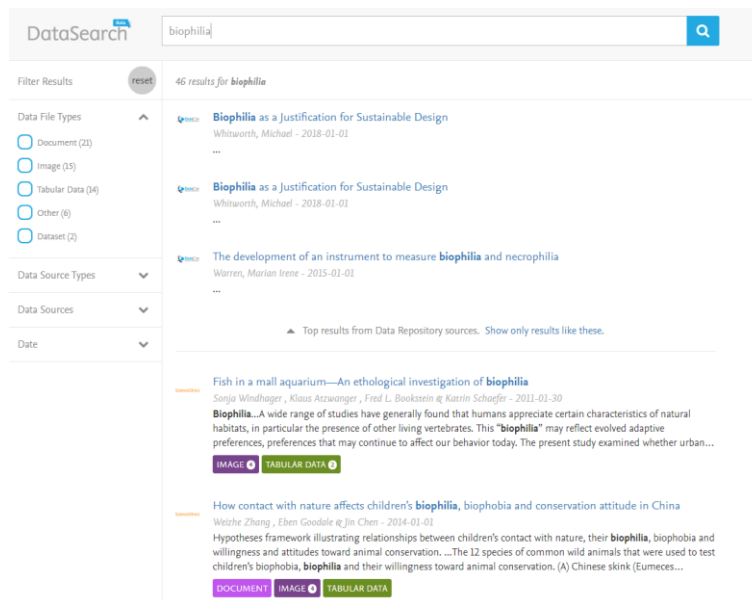 DataSearch Beta
biophilia
Filter Results
reset
46 results for biophilia
Data File Types
Document (21)
Image (15)
Tabular Data (14)
Other (6)
Dataset (2)
Data Source Types
Data Sources
Date
Biophilia as a Justification for Sustainable Design
Whitworth, Michael - 2018-01-01
...
Biophilia as a Justification for Sustainable Design
Whitworth, Michael - 2018-01-01
...
The development of an instrument to measure biophilia and necrophilia
Warren, Marian Irene - 2015-01-01
...
Top results from Data Repository sources. Show only results like these.
Fish in a mall aquarium—An ethological investigation of biophilia
Sonja Windhager , Klaus Atzwanger , Fred L. Bookstein & Katrin Schaefer - 2011-01-30
Biophilia...A wide range of studies have generally found that humans appreciate certain characteristics of natural
habitats, in particular the presence of other living vertebrates. This “biophilia” may reflect evolved adaptive
preferences, preferences that may continue to affect our behavior today. The present study examined whether urban...
IMAGE 4 TABULAR DATA 2
How contact with nature affects children’s biophilia, biophobia and conservation attitude in China
Weizhe Zhang , Eben Goodale & Jin Chen - 2014-01-01
Hypotheses framework illustrating relationships between children’s contact with nature, their biophilia, biophobia and
willingness and attitudes toward animal conservation. ...The 12 species of common wild animals that were used to test
children’s biophobia, biophilia and their willingness toward animal conservation. (A) Chinese skink (Eumeces...
DOCUMENT IMAGE 4 TABULAR DATA